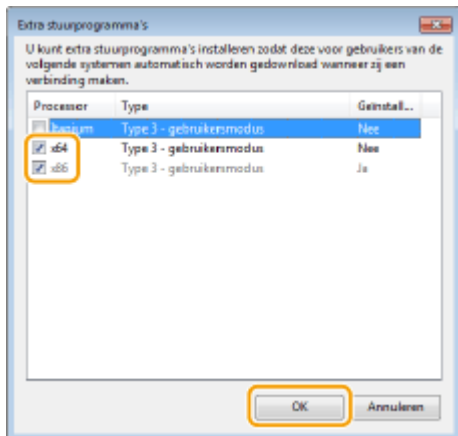 Extra stuurprogramma's
U kunt extra stuurprogramma's installeren zodat deze voor gebruikers van de
volgende systemen automatisch worden gedownload wanneer zij een
verbinding maken.
Processor Type Geïnstall...
Itanium Type 3 - gebruikersmodus Nee
x64 Type 3 - gebruikersmodus Nee
x86 Type 3 - gebruikersmodus Ja
OK Annuleren